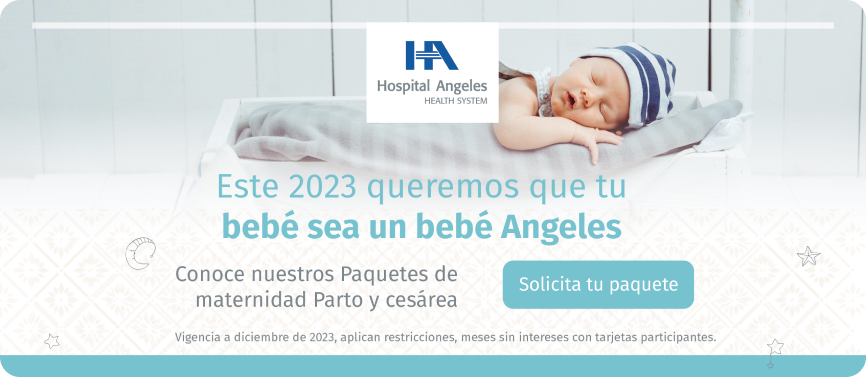 HA
Hospital Angeles
HEALTH SYSTEM
Este 2023 queremos que tu
bebé sea un bebé Angeles
Conoce nuestros Paquetes de
maternidad Parto y cesárea
Solicita tu paquete
Vigencia a diciembre de 2023, aplican restricciones, meses sin intereses con tarjetas participantes.